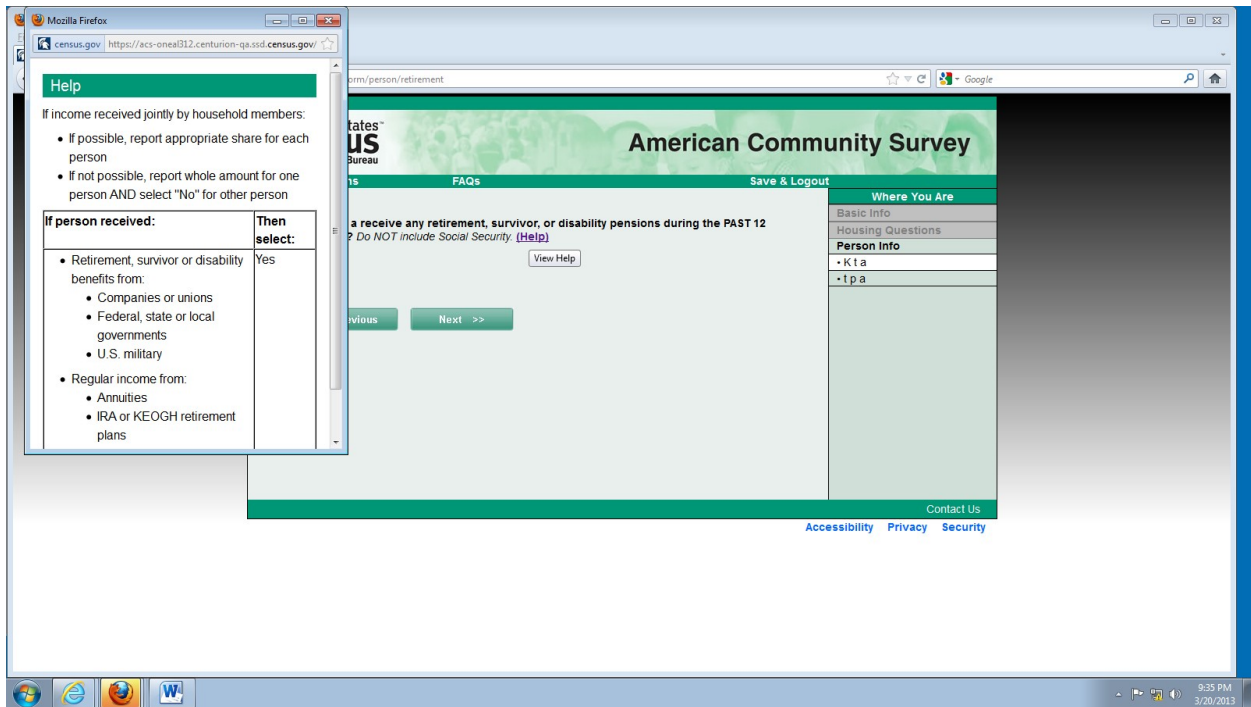 Mozilla Firefox
census.gov https://acs-oneal312.centurion-qa.ssd.census.gov/
Help
If income received jointly by household members:
• If possible, report appropriate share for each
person
• If not possible, report whole amount for one
person AND select "No" for other
person
If person received:
Then
select:
• Retirement, survivor or disability
benefits from:
Yes
• Companies or unions
• Federal, state or local
governments
• U.S. military
• Regular income from:
• Annuities
• IRA or KEOGH retirement
plans
orm/person/retirement
Google
tates
US
Bureau
American Community Survey
ns
FAQs
Save & Logout
a receive any retirement, survivor, or disability pensions during the PAST 12
? Do NOT include Social Security. (Help)
View Help
evious
Next >>
Where You Are
Basic Info
Housing Questions
Person Info
• K t a
• t p a
Contact Us
Accessibility Privacy Security
W
9:35 PM
3/20/2013